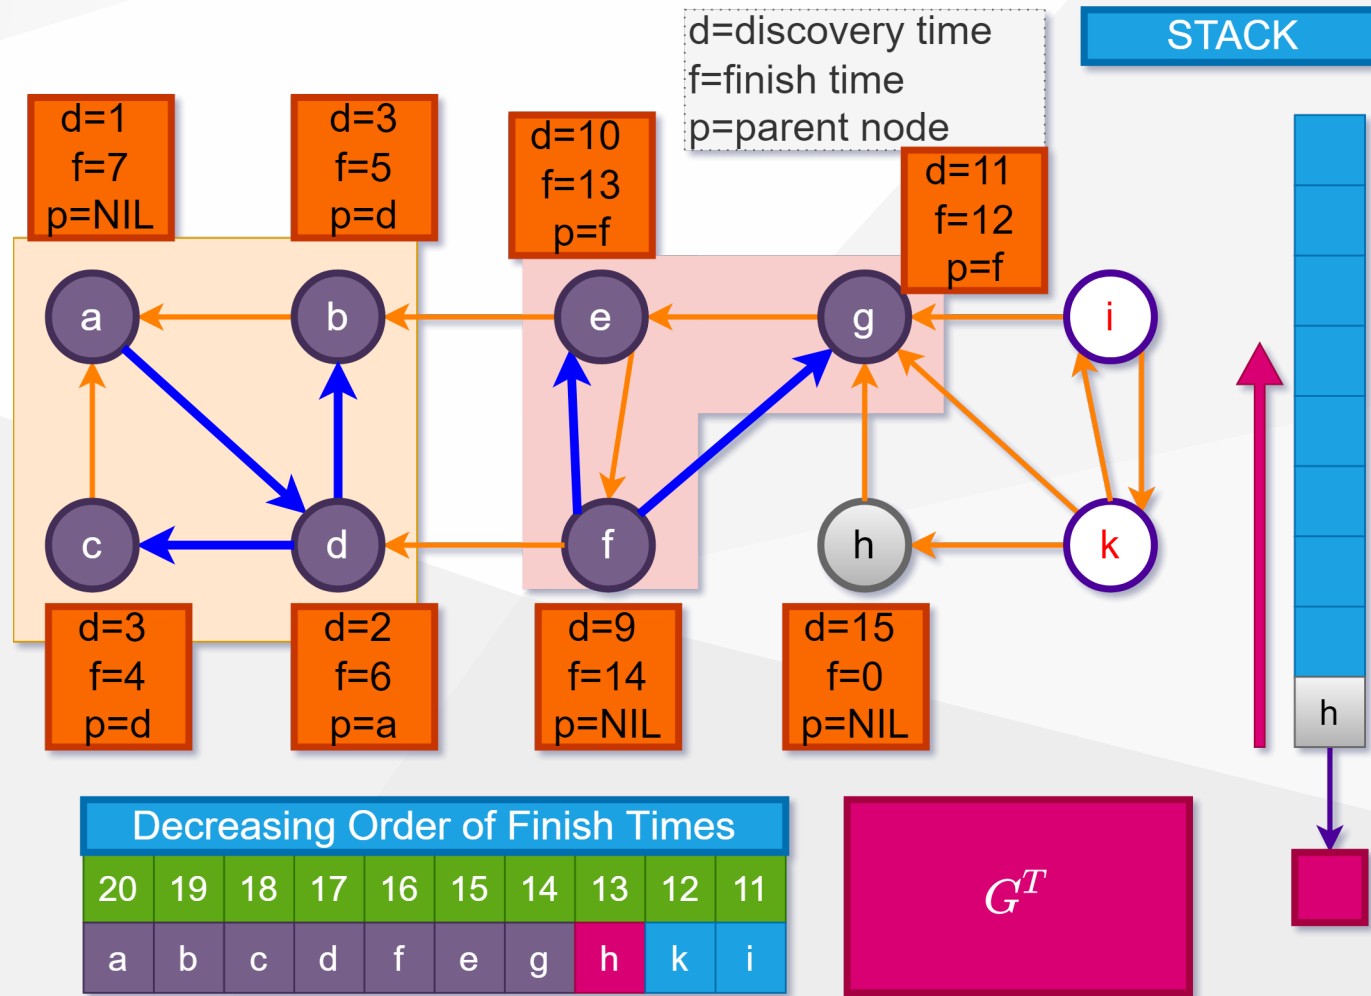 d=discovery time
f=finish time
p=parent node
STACK
d=1
f=7
p=NIL
d=3
f=5
p=d
d=10
f=13
p=f
d=11
f=12
p=f
a
b
e
g
i
c
d
f
h
k
d=3
f=4
p=d
d=2
f=6
p=a
d=9
f=14
p=NIL
d=15
f=0
p=NIL
h
Decreasing Order of Finish Times
20 19 18 17 16 15 14 13 12 11
a b c d f e g h k i
G^T